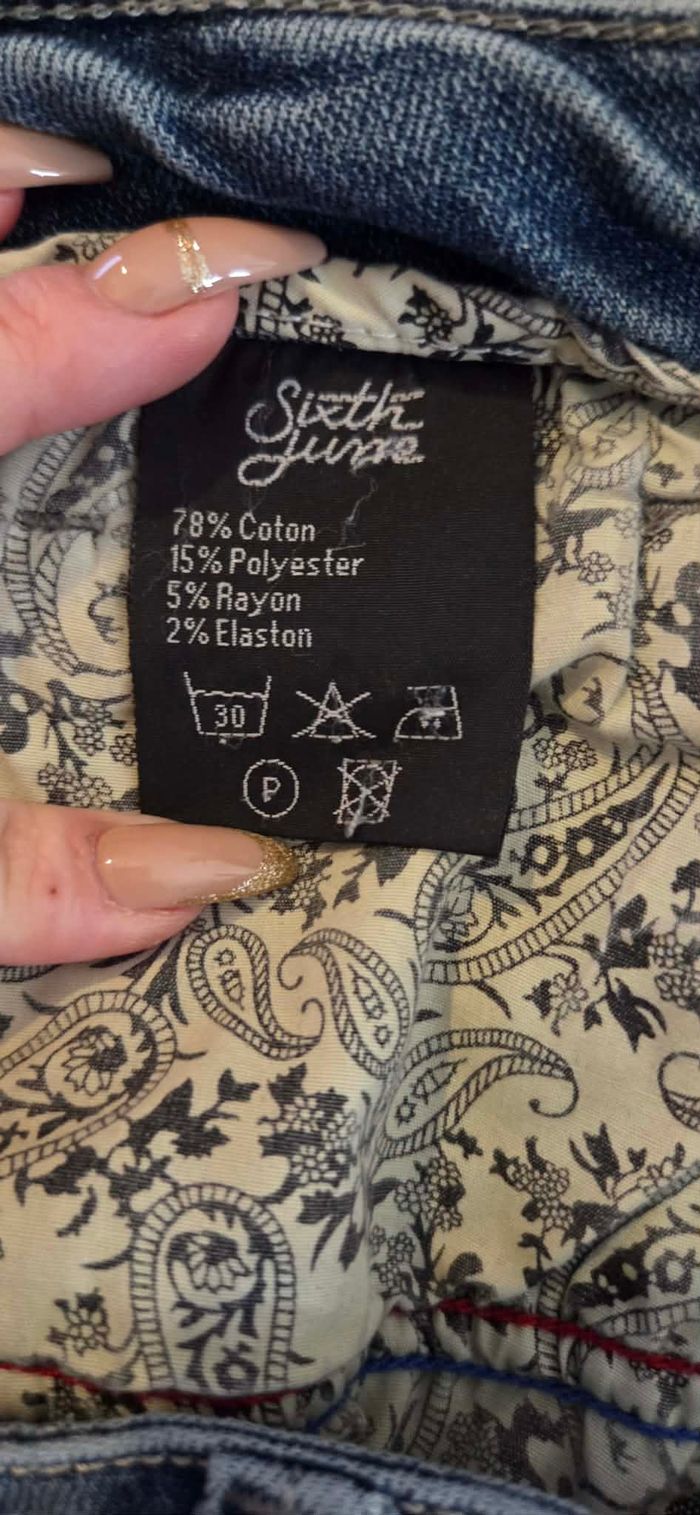 Sixth
June
78% Coton
15% Polyester
5% Rayon
2% Elaston
30
P